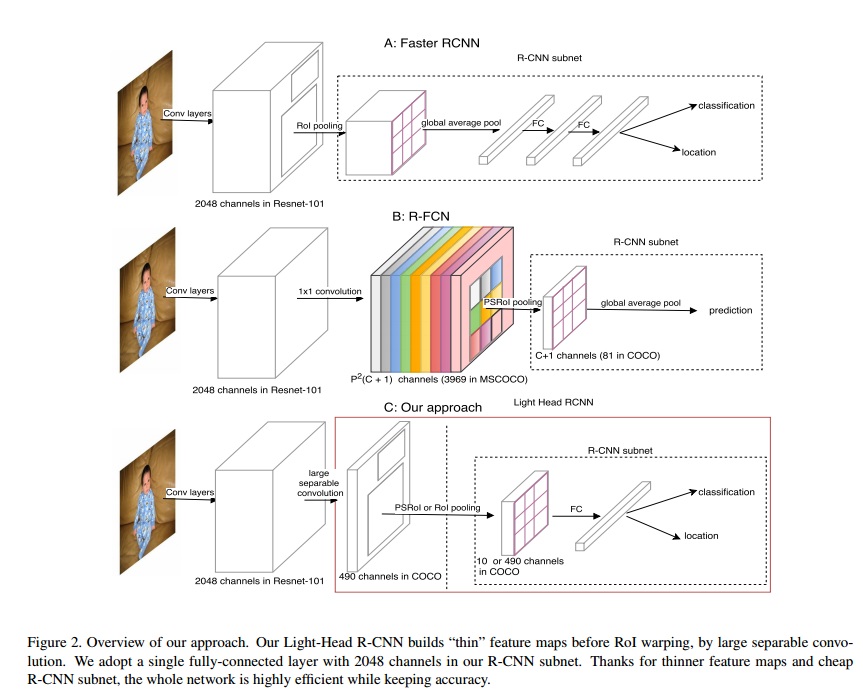 A: Faster RCNN
R-CNN subnet
Conv layers
RoI pooling
global average pool
FC
FC
classification
location
2048 channels in Resnet-101
B: R-FCN
R-CNN subnet
Conv layers
1x1 convolution
PSRoI pooling
global average pool
prediction
C+1 channels (81 in COCO)
P²(C + 1) channels (3969 in MSCOCO)
2048 channels in Resnet-101
C: Our approach
Light Head RCNN
R-CNN subnet
Conv layers
large
separable
convolution
PSRoI or RoI pooling
FC
classification
location
10 or 490 channels
in COCO
490 channels in COCO
2048 channels in Resnet-101
Figure 2. Overview of our approach. Our Light-Head R-CNN builds “thin” feature maps before RoI warping, by large separable convo-
lution. We adopt a single fully-connected layer with 2048 channels in our R-CNN subnet. Thanks for thinner feature maps and cheap
R-CNN subnet, the whole network is highly efficient while keeping accuracy.